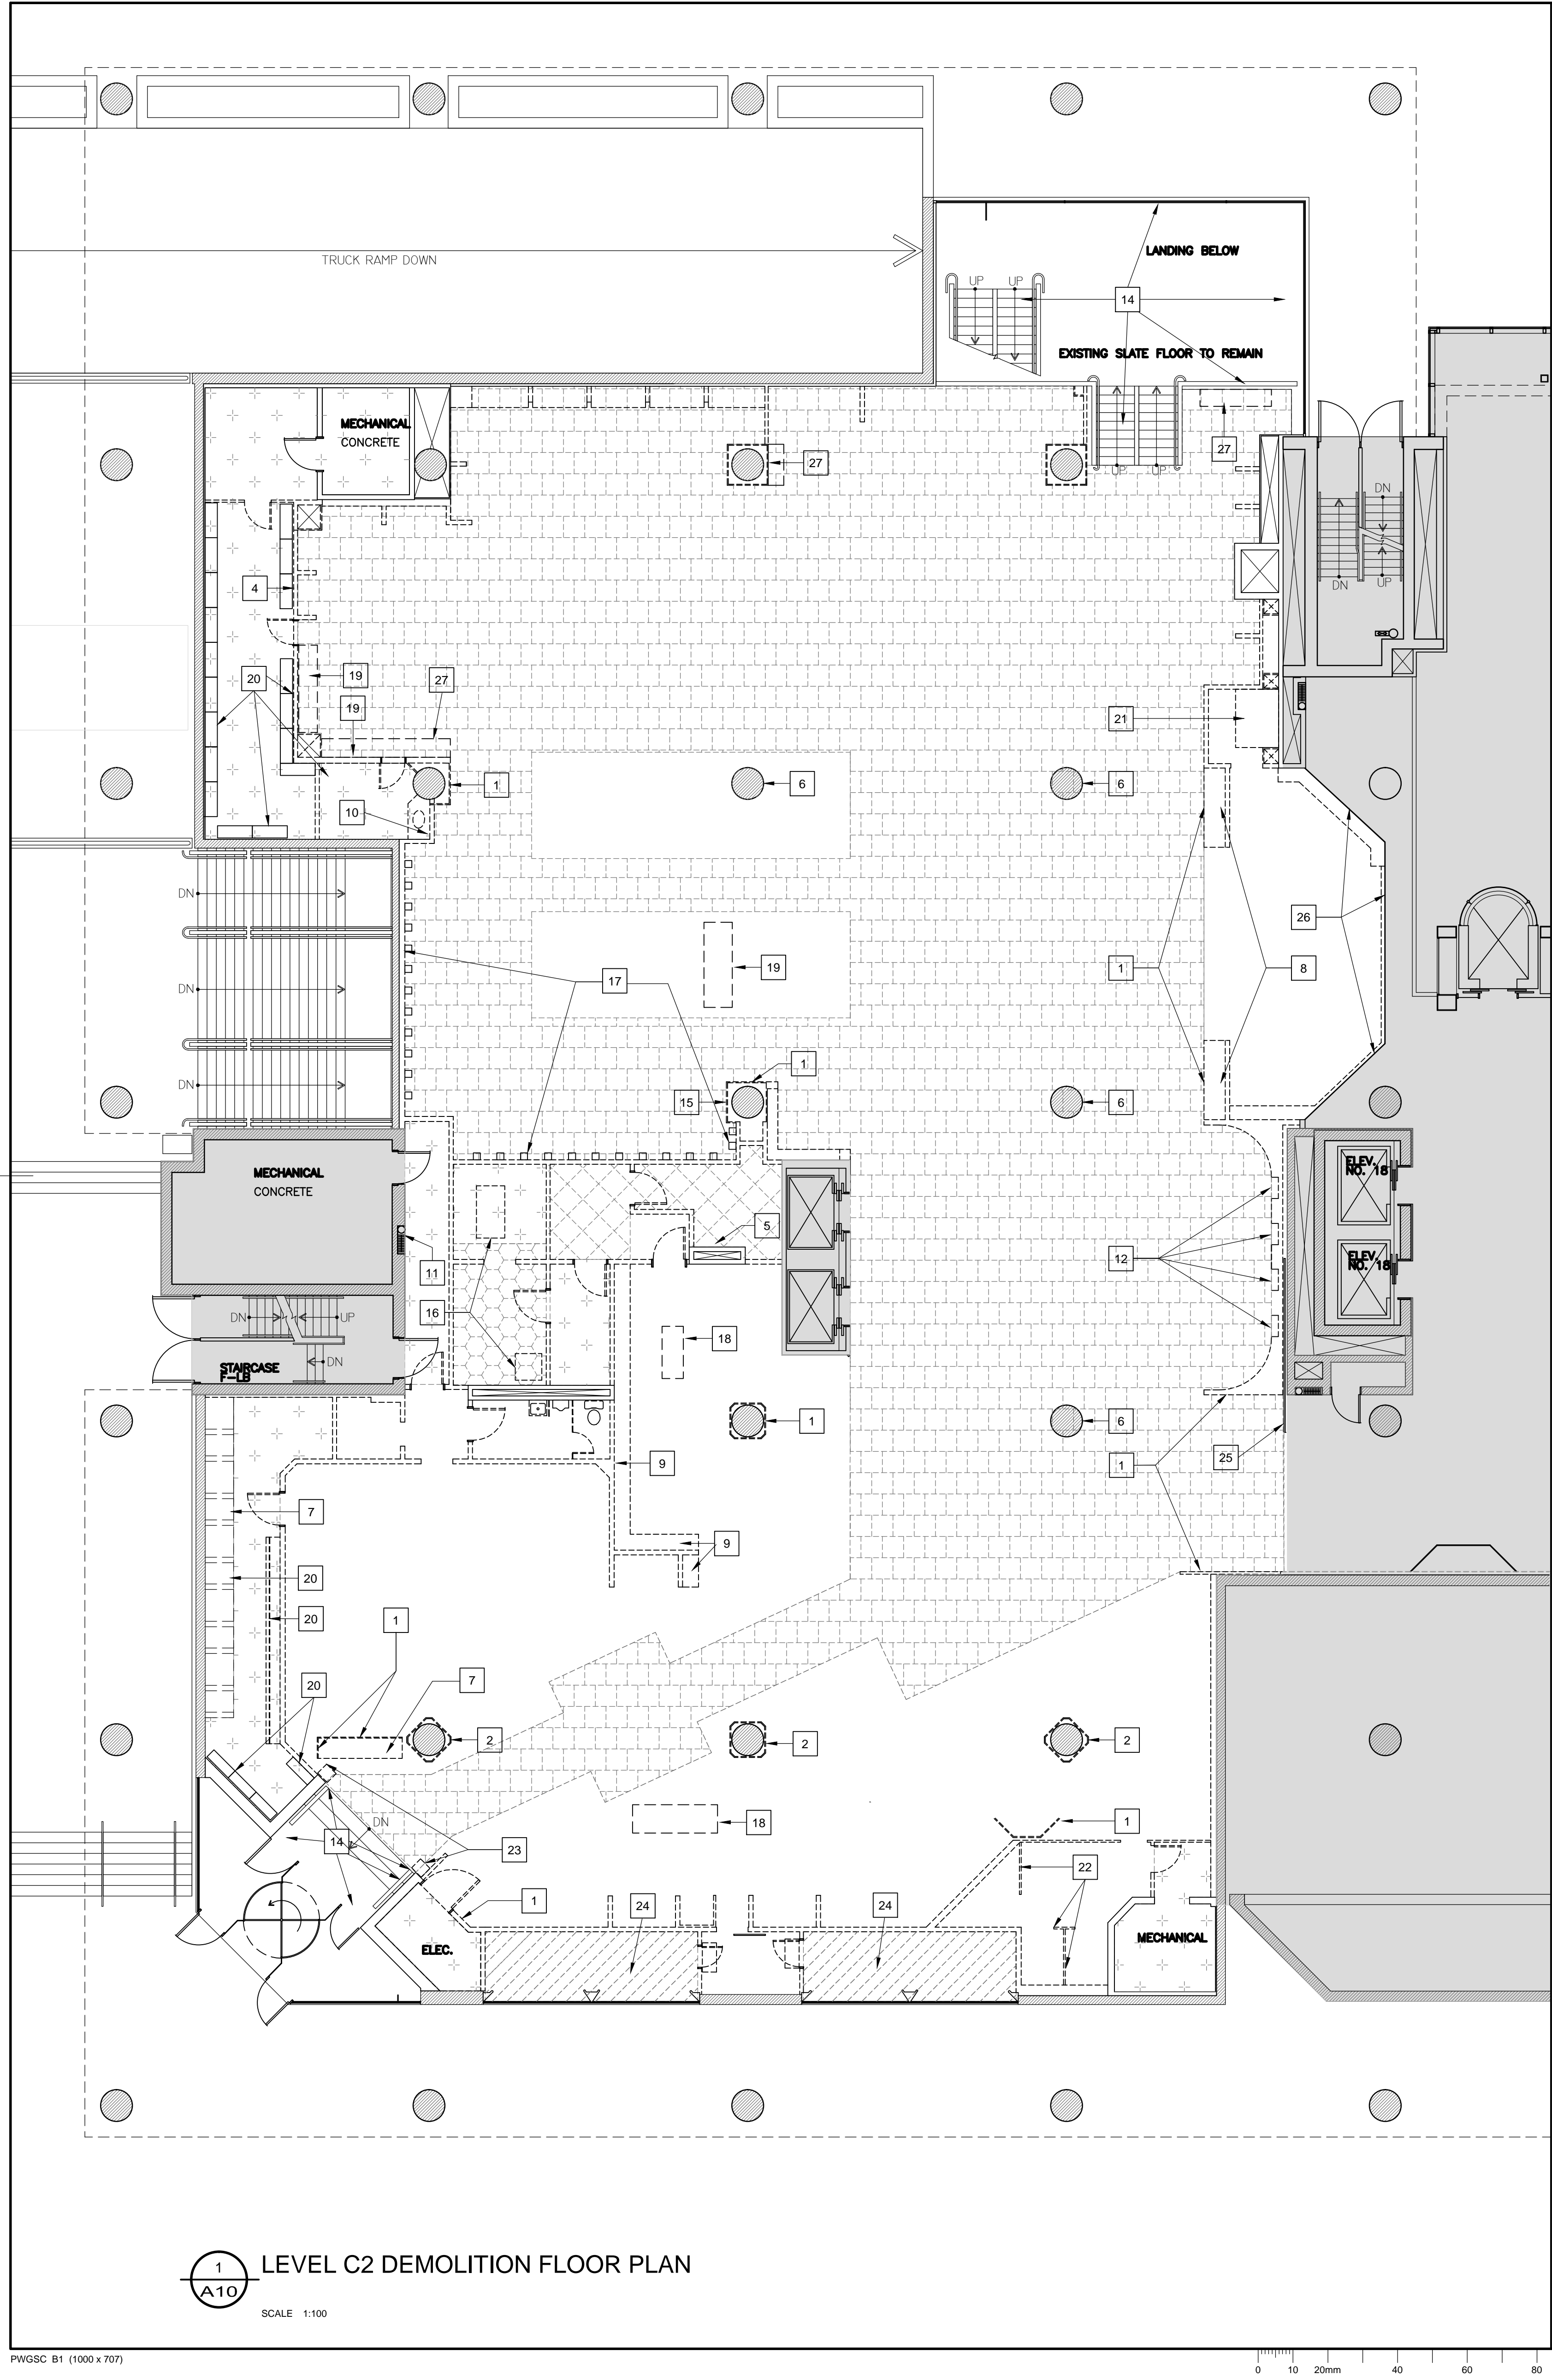 TRUCK RAMP DOWN
LANDING BELOW
UP
UP
14
EXISTING SLATE FLOOR TO REMAIN
MECHANICAL
CONCRETE
27
27
UP
UP
DN
DN
UP
4
20
19
27
19
21
1
6
6
10
DN
26
17
19
1
8
DN
1
DN
15
6
MECHANICAL
CONCRETE
ELEV.
NO. 18
5
11
12
ELEV.
NO. 18
16
DN
UP
18
DN
STAIRCASE
F-LB
1
6
9
1
25
7
9
20
20
1
20
7
2
2
2
18
1
DN
14
23
22
1
24
24
ELEC.
MECHANICAL
1
A10
LEVEL C2 DEMOLITION FLOOR PLAN
SCALE 1:100
PWGSC B1 (1000 x 707)
0 10 20mm 40 60 80